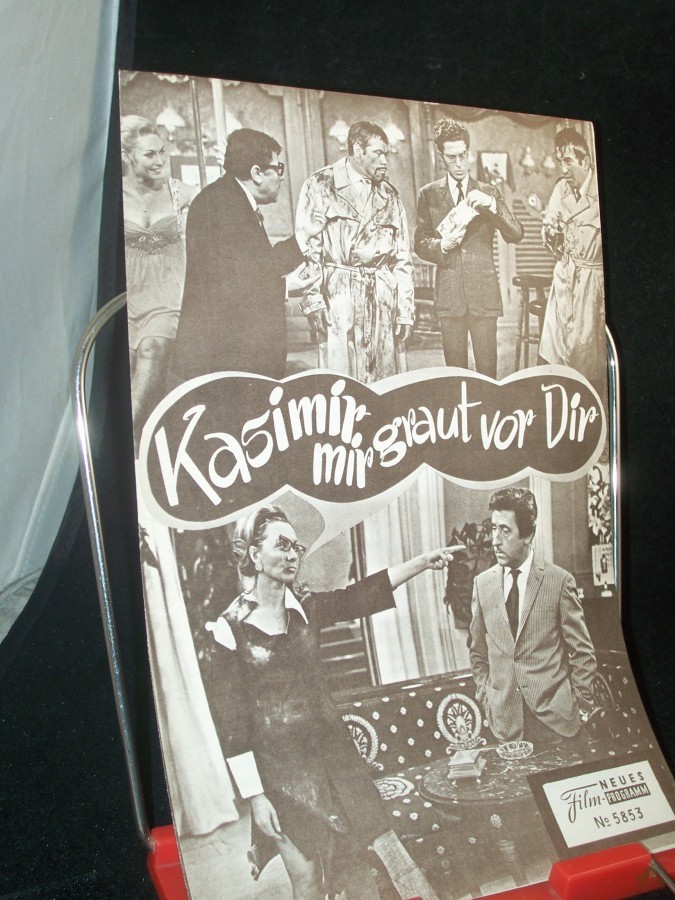 Kasimir
mir graut vor Dir
NEUES
Film-PROGRAMM
No 5853